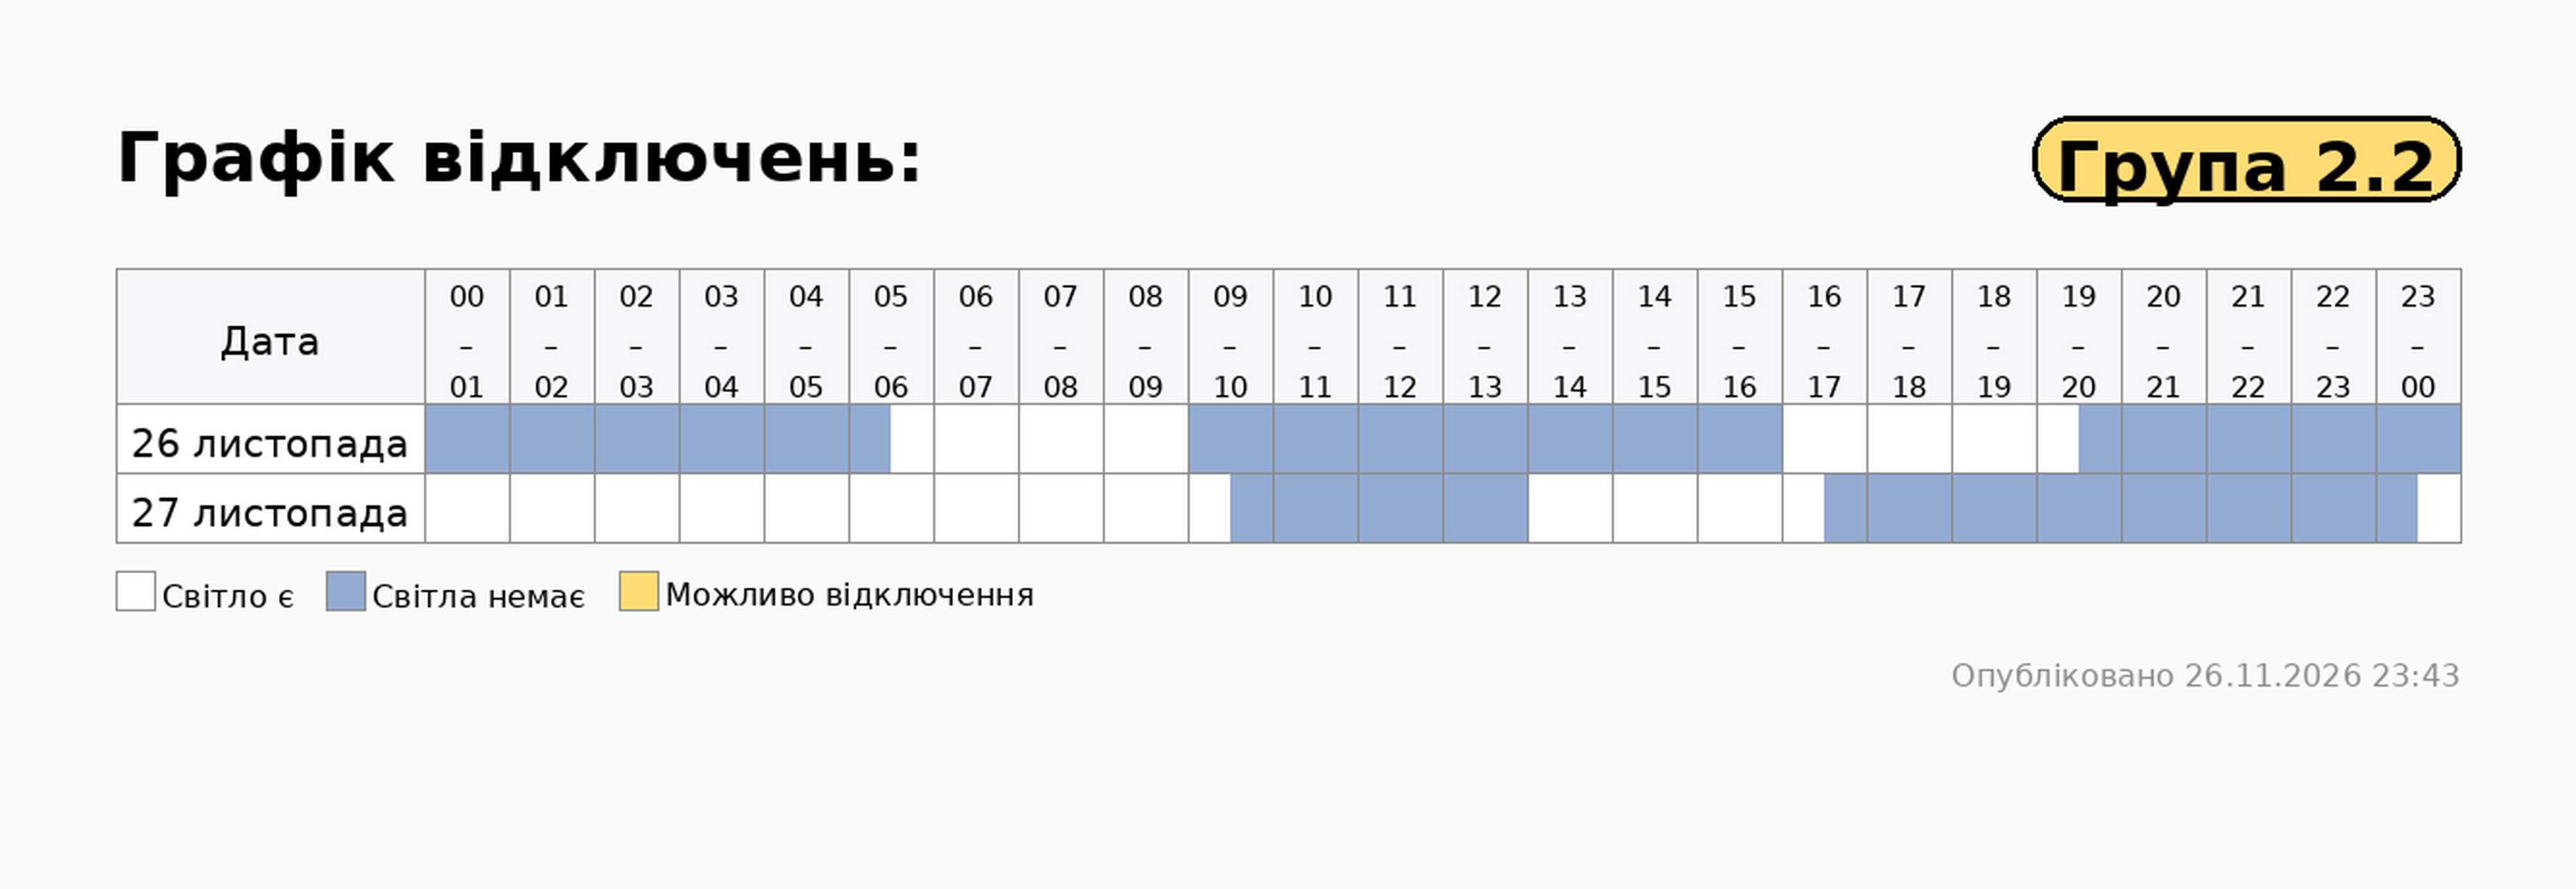 Графік відключень:
Група 2.2
Дата 00 – 01 01 – 02 02 – 03 03 – 04 04 – 05 05 – 06 06 – 07 07 – 08 08 – 09 09 – 10 10 – 11 11 – 12 12 – 13 13 – 14 14 – 15 15 – 16 16 – 17 17 – 18 18 – 19 19 – 20 20 – 21 21 – 22 22 – 23 23 – 00
26 листопада
27 листопада
Світло є Світла немає Можливо відключення
Опубліковано 26.11.2026 23:43